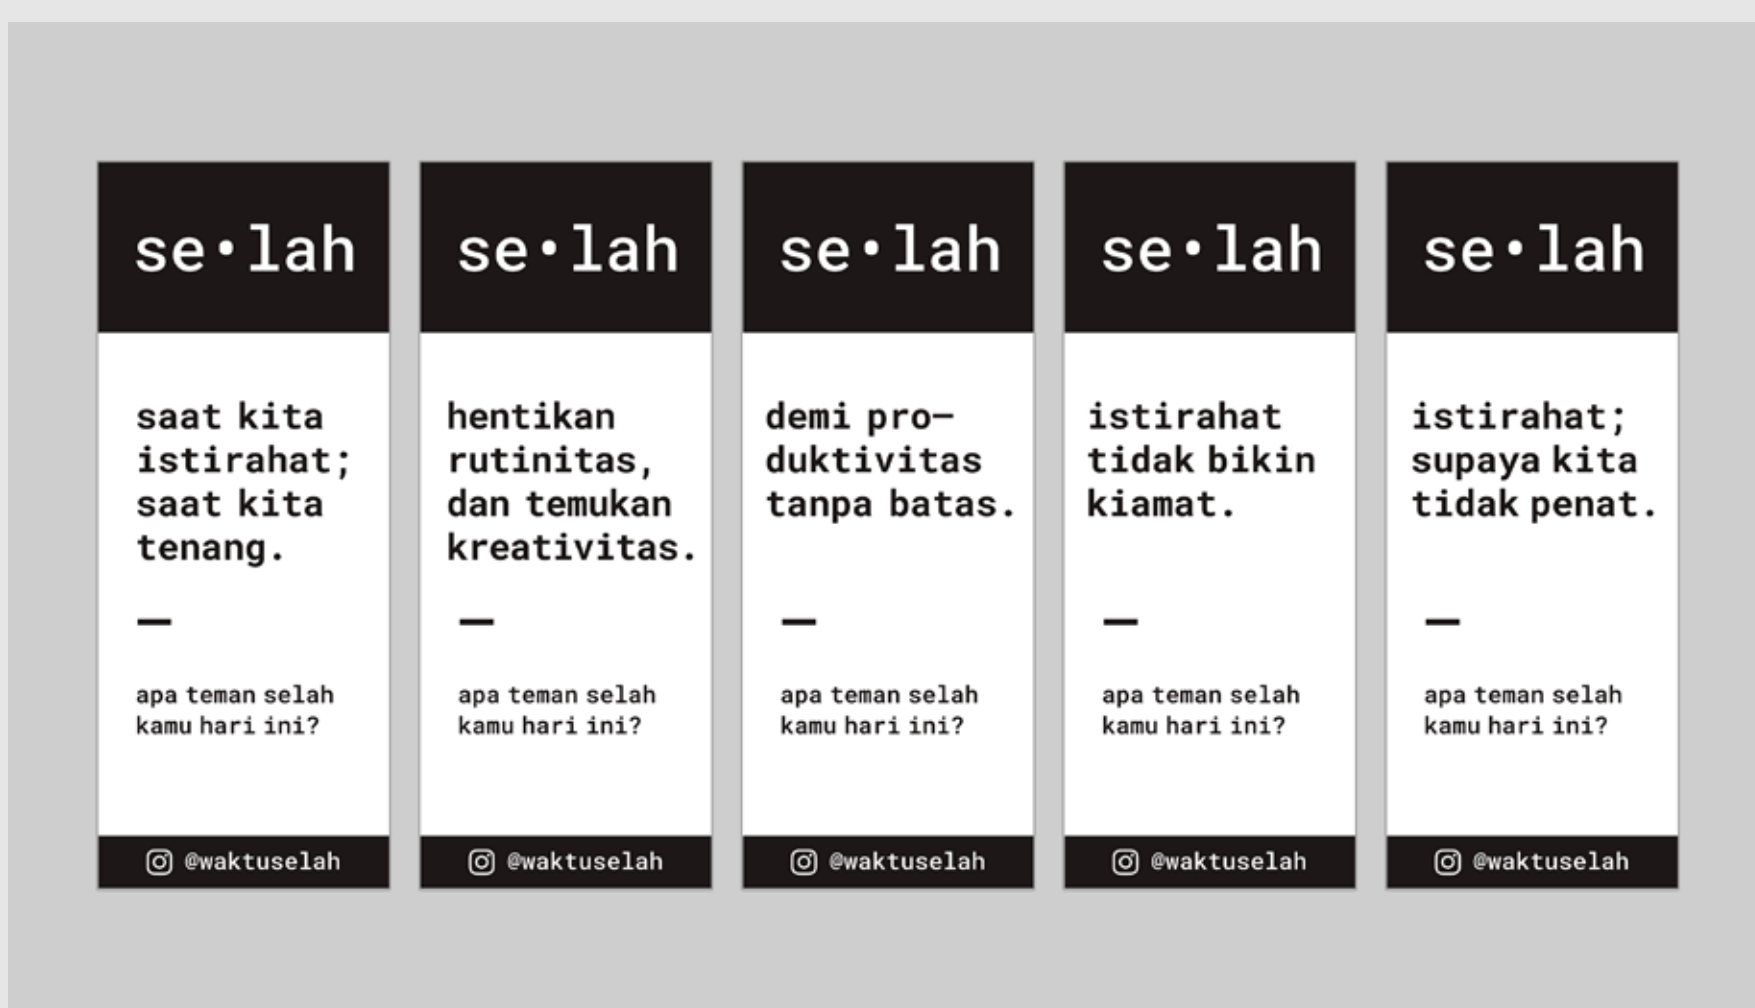 se•lah
saat kita
istirahat;
saat kita
tenang.
—
apa teman selah
kamu hari ini?
@waktuselah
se•lah
hentikan
rutinitas,
dan temukan
kreativitas.
—
apa teman selah
kamu hari ini?
@waktuselah
se•lah
demi pro—
duktivitas
tanpa batas.
—
apa teman selah
kamu hari ini?
@waktuselah
se•lah
istirahat
tidak bikin
kiamat.
—
apa teman selah
kamu hari ini?
@waktuselah
se•lah
istirahat;
supaya kita
tidak penat.
—
apa teman selah
kamu hari ini?
@waktuselah